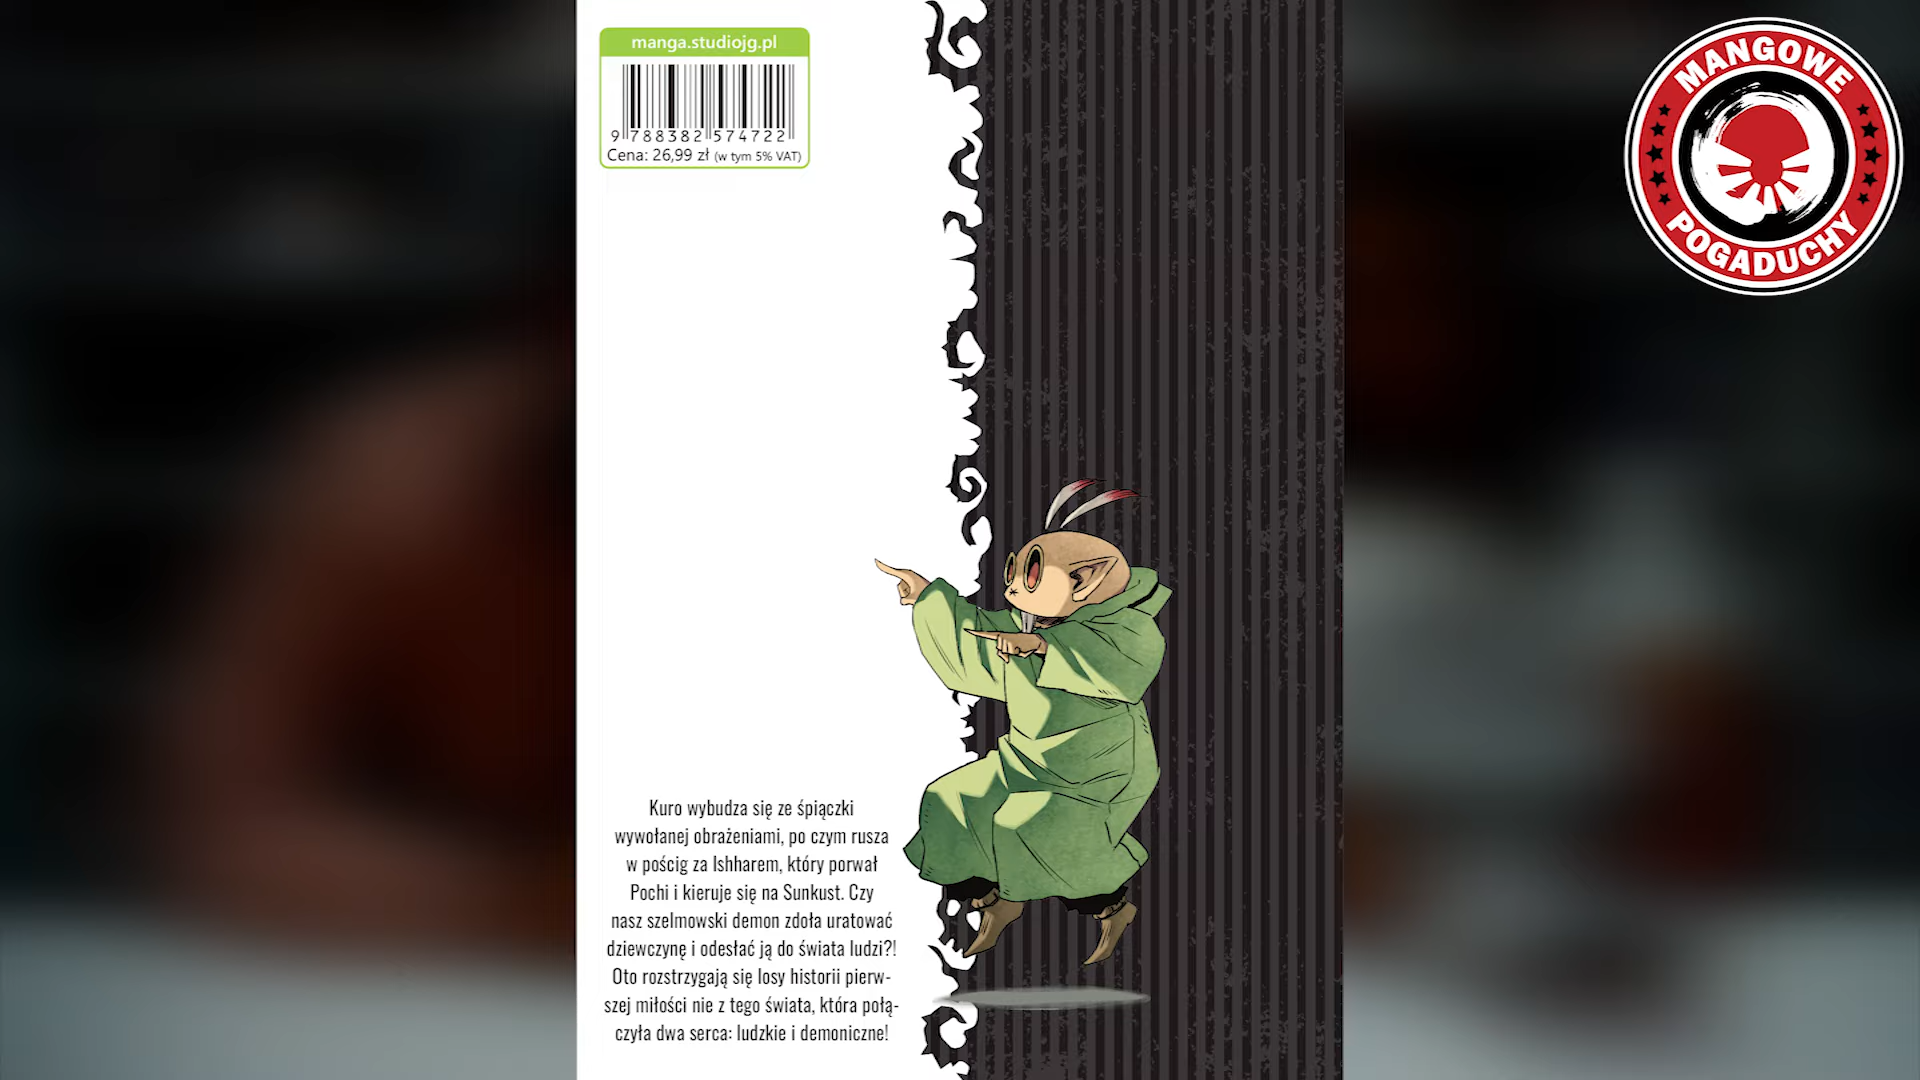 manga.studiojg.pl
9 788382 574722
Cena: 26,99 zł (w tym 5% VAT)
MANGOWE
POGADUCHY
Kuro wybudza się ze śpiączki
wywołanej obrażeniami, po czym rusza
w pościg za Ishharem, który porwał
Pochi i kieruje się na Sunkust. Czy
nasz szelmowski demon zdoła uratować
dziewczynę i odesłać ją do świata ludzi?!
Oto rozstrzygają się losy historii pierw-
szej miłości nie z tego świata, która połą-
czyła dwa serca: ludzkie i demoniczne!